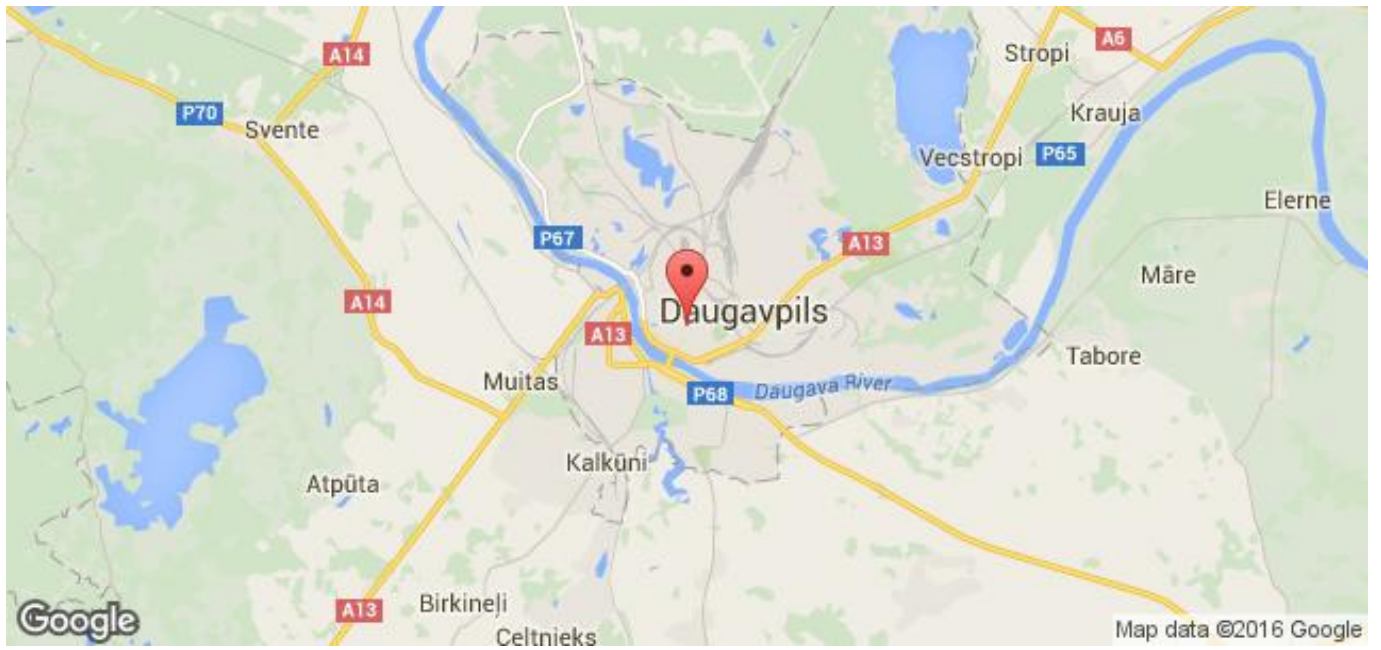 A14
A6
Stropi
P70
Krauja
Svente
Vecstropi
P65
Elerne
P67
A13
Māre
A14
Daugavpils
A13
Tabore
Muitas
P68
Daugava River
Kalkūni
Atpūta
A13
Birkineļi
Celtnieks
Google
Map data ©2016 Google